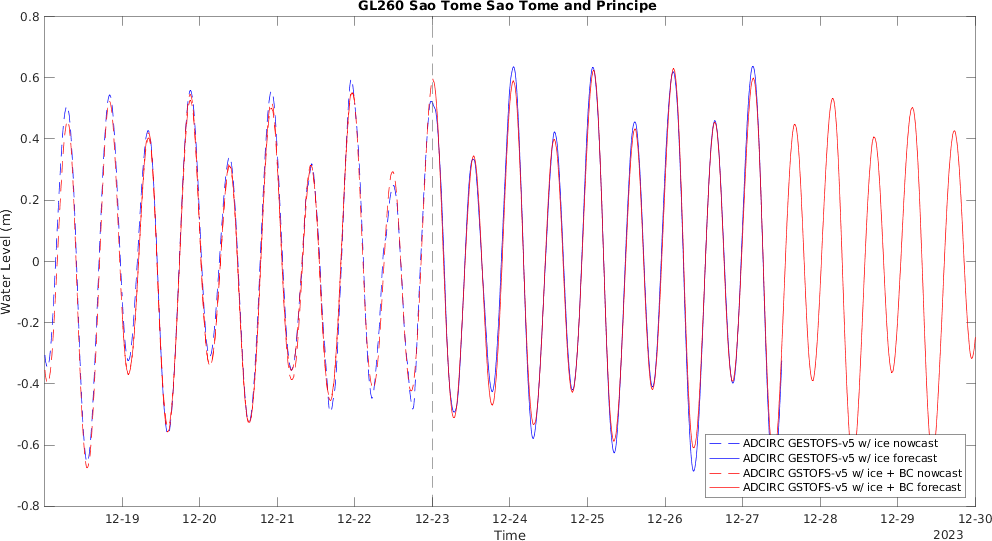 GL260 Sao Tome Sao Tome and Principe
Water Level (m)
0.8
0.6
0.4
0.2
0
-0.2
-0.4
-0.6
-0.8
ADCIRC GESTOFS-v5 w/ ice nowcast
ADCIRC GESTOFS-v5 w/ ice forecast
ADCIRC GSTOFS-v5 w/ ice + BC nowcast
ADCIRC GSTOFS-v5 w/ ice + BC forecast
12-19 12-20 12-21 12-22 12-23 12-24 12-25 12-26 12-27 12-28 12-29 12-30
Time
2023